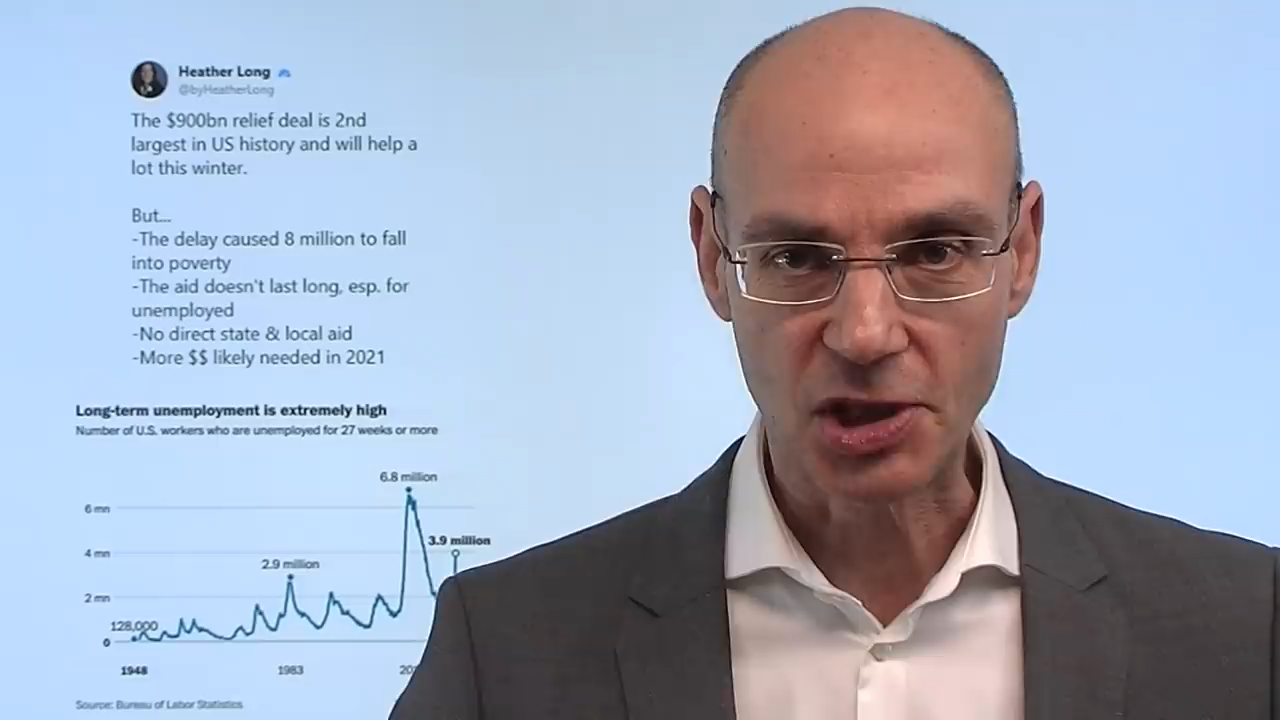 Heather Long
@byHeatherLong
The $900bn relief deal is 2nd
largest in US history and will help a
lot this winter.
But...
-The delay caused 8 million to fall
into poverty
-The aid doesn't last long, esp. for
unemployed
-No direct state & local aid
-More $$ likely needed in 2021
Long-term unemployment is extremely high
Number of U.S. workers who are unemployed for 27 weeks or more
6.8 million
6 mn
3.9 million
4 mn
2.9 million
2 mn
128,000
0
1948 1983
Source: Bureau of Labor Statistics